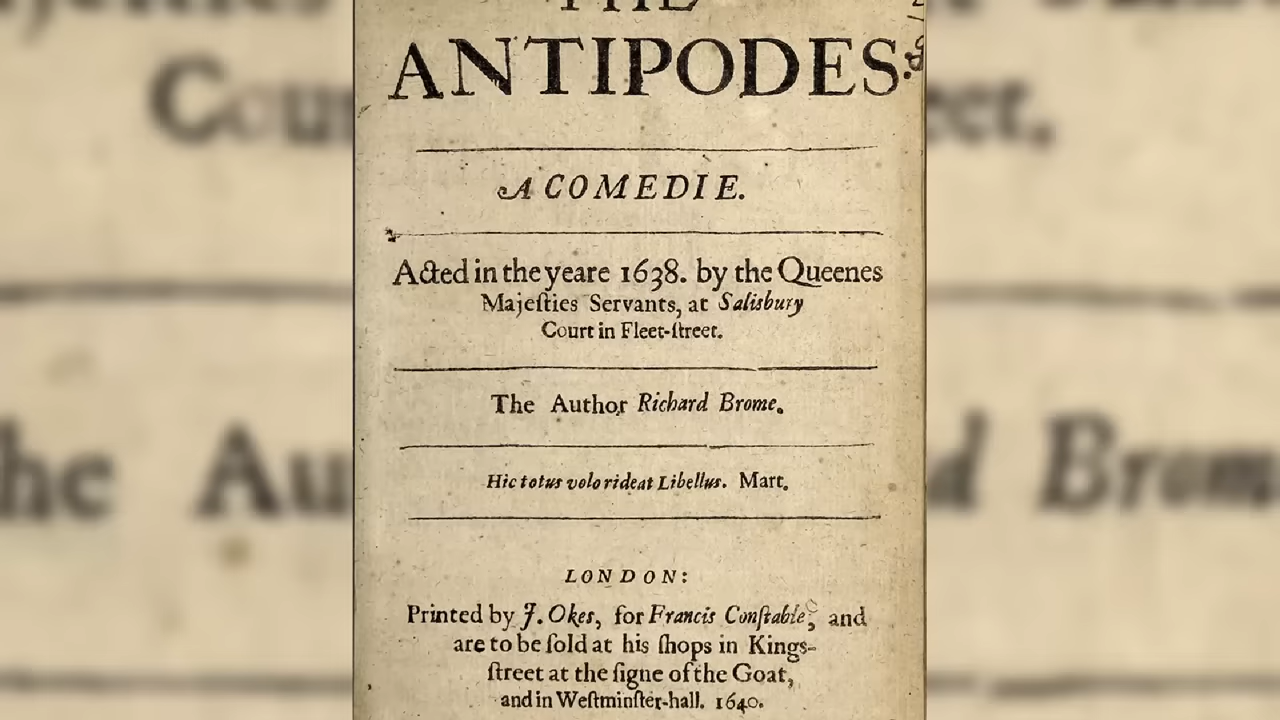 THE
ANTIPODES:
A COMEDIE.
Acted in the yeare 1638. by the Queenes
Majeſties Servants, at Salisbury
Court in Fleet-ſtreet.
The Author Richard Brome.
Hic totus volo rideat Libellus. Mart.
LONDON:
Printed by J. Okes, for Francis Conſtable, and
are to be ſold at his ſhops in Kings-
ſtreet at the ſigne of the Goat,
and in Weſtminſter-hall. 1640.